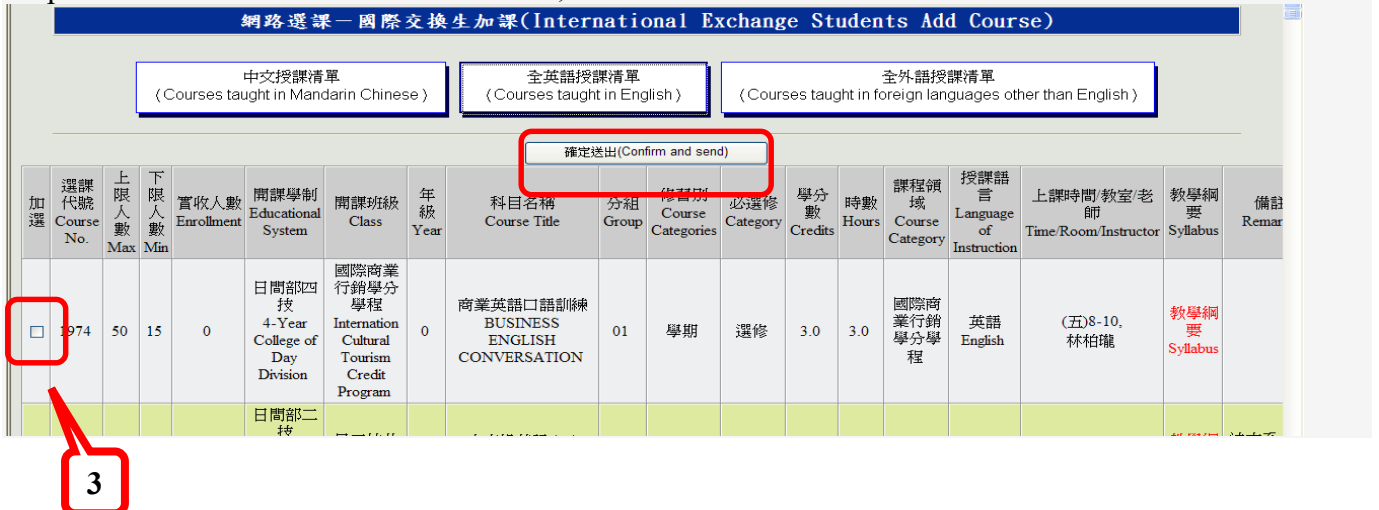 網路選課－國際交換生加課(International Exchange Students Add Course)
中文授課清單
(Courses taught in Mandarin Chinese)
全英語授課清單
(Courses taught in English)
全外語授課清單
(Courses taught in foreign languages other than English)
確定送出(Confirm and send)
加選
選課代號
Course No.
上限人數
Max
下限人數
Min
實收人數
Enrollment
開課學制
Educational System
開課班級
Class
年級
Year
科目名稱
Course Title
分組
Group
修習別
Course Categories
必選修
Category
學分數
Credits
時數
Hours
課程領域
Course Category
授課語言
Language of Instruction
上課時間/教室/老師
Time/Room/Instructor
教學綱要
Syllabus
備註
Remar
1974
50
15
0
日間部四技
4-Year College of Day Division
國際商業行銷學分學程
Internation Cultural Tourism Credit Program
0
商業英語口語訓練
BUSINESS ENGLISH CONVERSATION
01
學期
選修
3.0
3.0
國際商業行銷學分學程
英語
English
(五)8-10,
林柏瓏
教學綱要
Syllabus
日間部二技
3